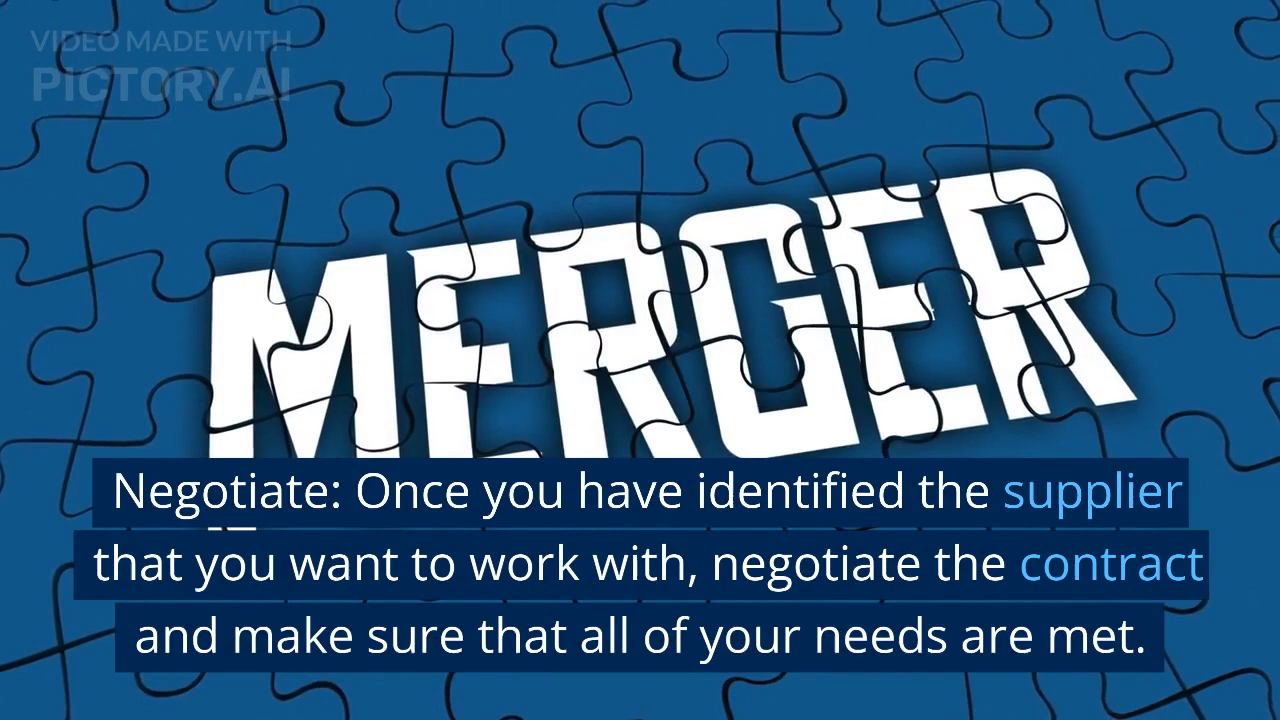 VIDEO MADE WITH
PICTORY.AI
MERGER
Negotiate: Once you have identified the supplier
that you want to work with, negotiate the contract
and make sure that all of your needs are met.